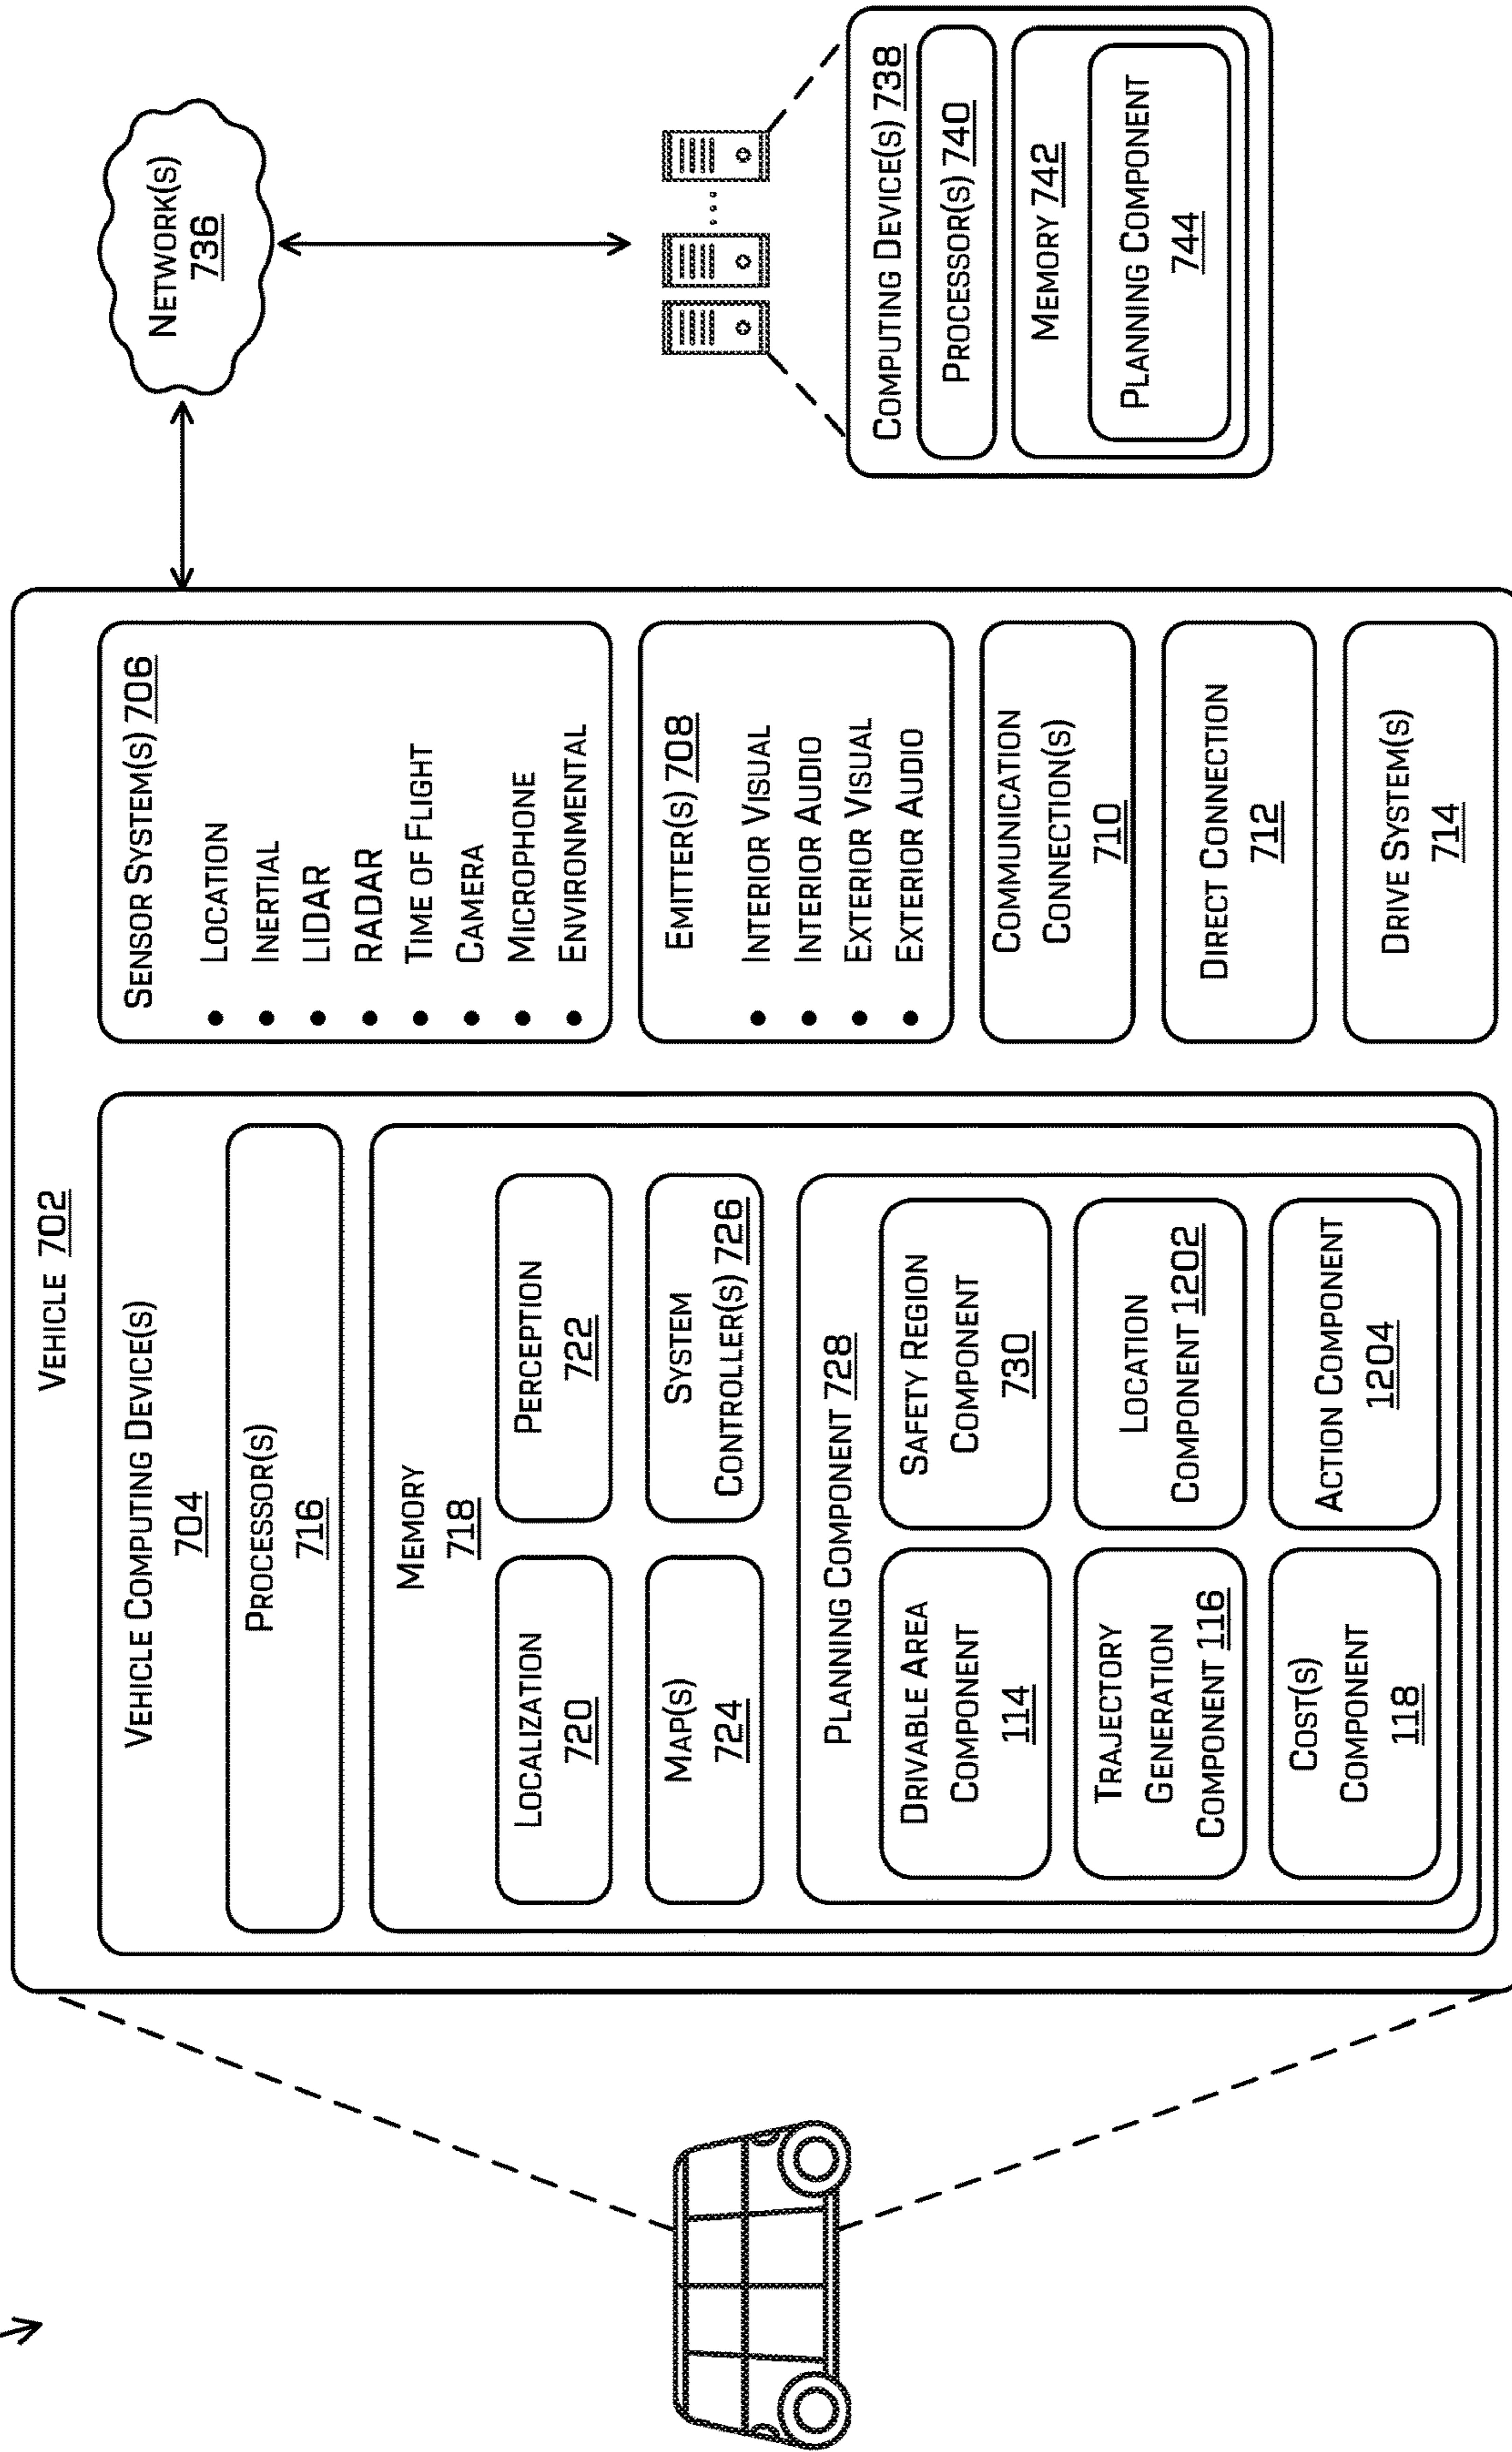 VEHICLE 702
VEHICLE COMPUTING DEVICE(S)
704
PROCESSOR(S)
716
MEMORY
718
LOCALIZATION
720
PERCEPTION
722
MAP(S)
724
SYSTEM
CONTROLLER(S) 726
PLANNING COMPONENT 728
DRIVABLE AREA
COMPONENT
114
SAFETY REGION
COMPONENT
730
TRAJECTORY
GENERATION
COMPONENT 116
LOCATION
COMPONENT 1202
COST(S)
COMPONENT
118
ACTION COMPONENT
1204
SENSOR SYSTEM(S) 706
• LOCATION
• INERTIAL
• LIDAR
• RADAR
• TIME OF FLIGHT
• CAMERA
• MICROPHONE
• ENVIRONMENTAL
EMITTER(S) 708
• INTERIOR VISUAL
• INTERIOR AUDIO
• EXTERIOR VISUAL
• EXTERIOR AUDIO
COMMUNICATION
CONNECTION(S)
710
DIRECT CONNECTION
712
DRIVE SYSTEM(S)
714
NETWORK(S)
736
...
COMPUTING DEVICE(S) 738
PROCESSOR(S) 740
MEMORY 742
PLANNING COMPONENT
744